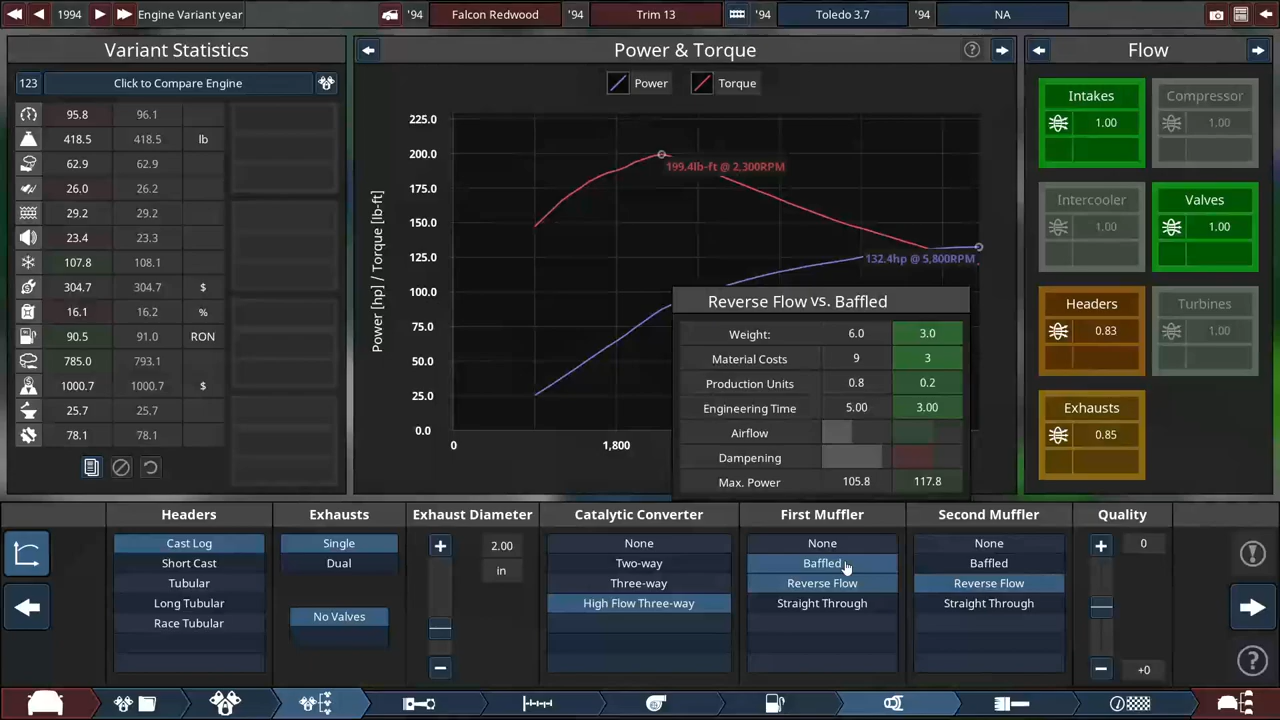 1994 Engine Variant year '94 Falcon Redwood '94 Trim 13 '94 Toledo 3.7 '94 NA
Variant Statistics
123 Click to Compare Engine
95.8 96.1
418.5 418.5 lb
62.9 62.9
26.0 26.2
29.2 29.2
23.4 23.3
107.8 108.1
304.7 304.7 $
16.1 16.2 %
90.5 91.0 RON
785.0 793.1
1000.7 1000.7 $
25.7 25.7
78.1 78.1
Power & Torque ?
Power Torque
Power [hp] / Torque [lb-ft]
225.0
200.0
175.0
150.0
125.0
100.0
75.0
50.0
25.0
0.0
0 1,800
199.4lb-ft @ 2,300RPM
132.4hp @ 5,800RPM
Reverse Flow vs. Baffled
Weight: 6.0 3.0
Material Costs 9 3
Production Units 0.8 0.2
Engineering Time 5.00 3.00
Airflow
Dampening
Max. Power 105.8 117.8
Flow
Intakes Compressor
1.00 1.00
Intercooler Valves
1.00 1.00
Headers Turbines
0.83 1.00
Exhausts
0.85
Headers
Cast Log
Short Cast
Tubular
Long Tubular
Race Tubular
Exhausts
Single
Dual
No Valves
Exhaust Diameter
+ 2.00
in
Catalytic Converter
None
Two-way
Three-way
High Flow Three-way
First Muffler
None
Baffled
Reverse Flow
Straight Through
Second Muffler
None
Baffled
Reverse Flow
Straight Through
Quality
+ 0
+0
?